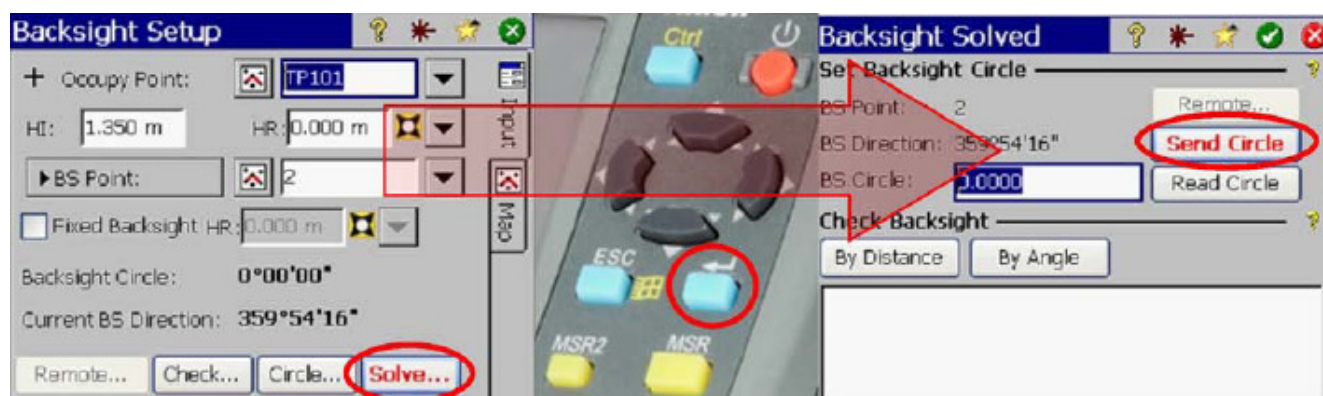 Backsight Setup
Occupy Point: TP101
HI: 1.350 m HR: 0.000 m
BS Point: 2
Fixed Backsight HR: 0.000 m
Backsight Circle: 0°00'00"
Current BS Direction: 359°54'16"
Remote... Check... Circle... Solve...
Input
Map
Ctrl
ESC
MSR2 MSR
Backsight Solved
Set Backsight Circle
BS Point: 2 Remote...
BS Direction: 359°54'16" Send Circle
BS Circle: 0.0000 Read Circle
Check Backsight
By Distance By Angle